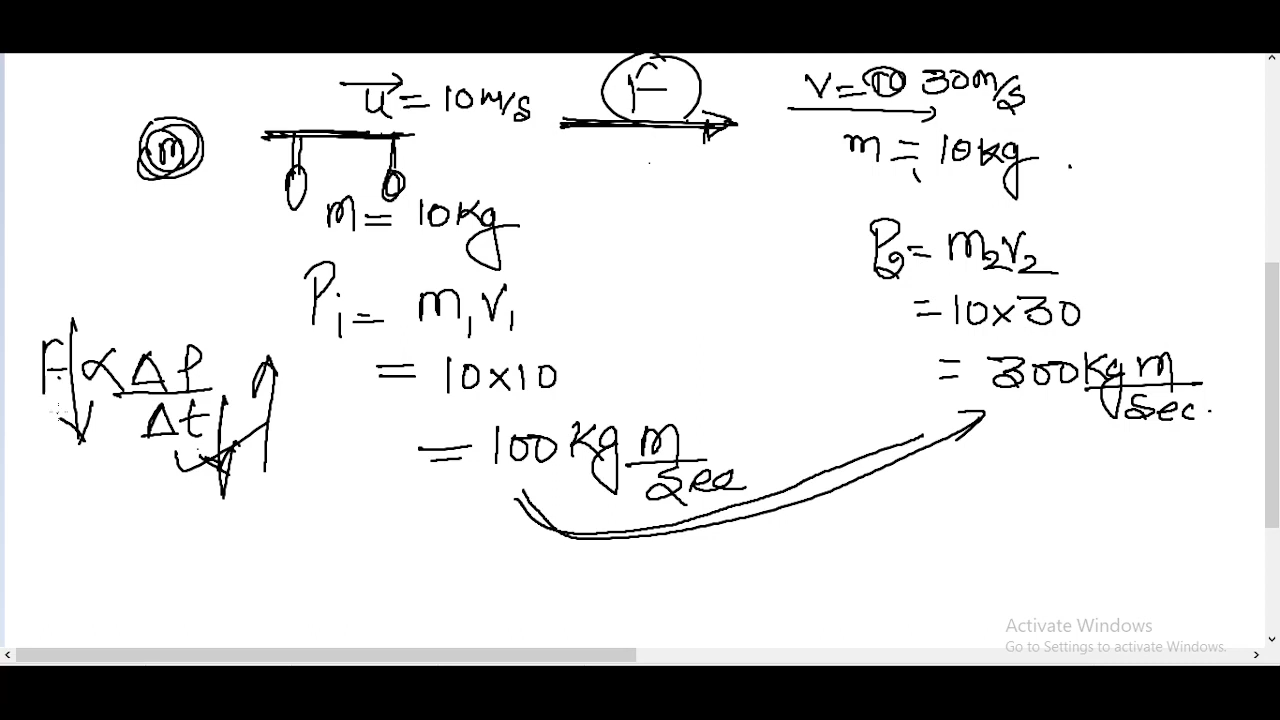 u = 10m/s
F
v = 10 30m/s
m
m = 10kg
m = 10kg
P2 = m2v2
P1 = m1v1
= 10×30
F ∝ Δp/Δt
= 10×10
= 300kg m/Sec.
= 100kg m/Sec
Activate Windows
Go to Settings to activate Windows.